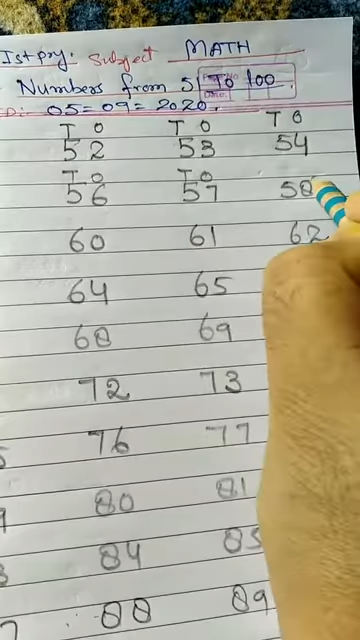 Ist pry. Subject MATH
Numbers from 5 To 100.
05=09=2020.
T O T O T O
52 53 54
T O T O
56 57 58
60 61 62
64 65
68 69
72 73
76 77
80 81
84 85
88 89